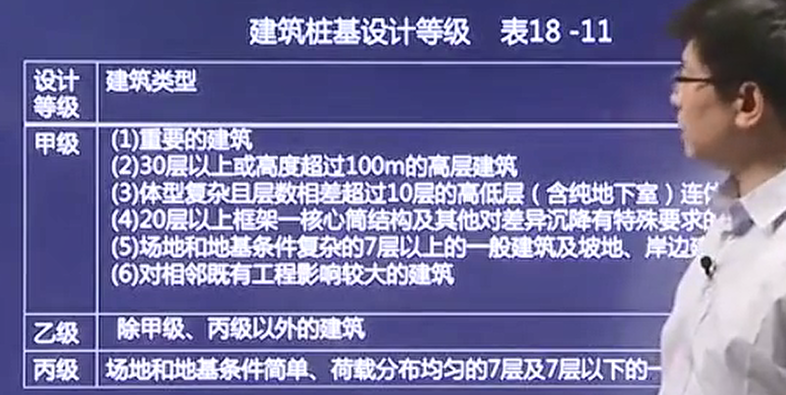 建筑桩基设计等级 表18 -11
设计等级
建筑类型
甲级
(1)重要的建筑
(2)30层以上或高度超过100m的高层建筑
(3)体型复杂且层数相差超过10层的高低层（含纯地下室）连
(4)20层以上框架一核心筒结构及其他对差异沉降有特殊要求的
(5)场地和地基条件复杂的7层以上的一般建筑及坡地、岸边
(6)对相邻既有工程影响较大的建筑
乙级
除甲级、丙级以外的建筑
丙级
场地和地基条件简单、荷载分布均匀的7层及7层以下的一